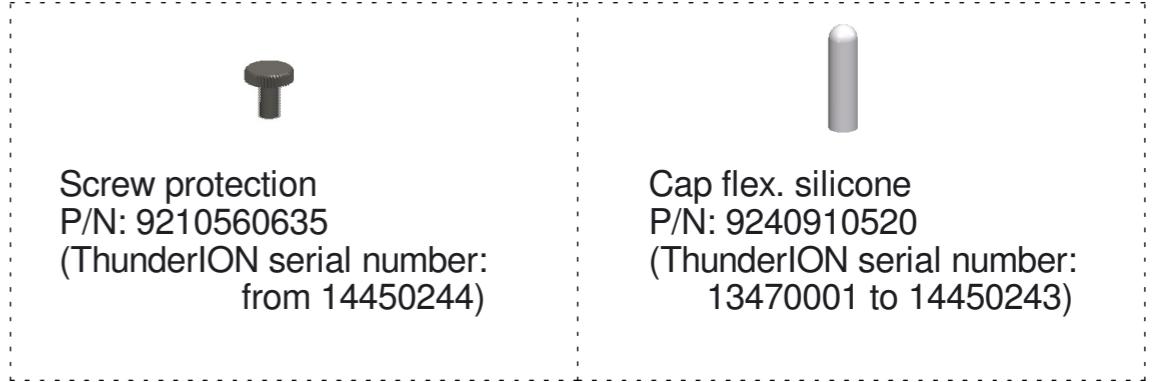 Screw protection
P/N: 9210560635
(ThunderION serial number:
from 14450244)
Cap flex. silicone
P/N: 9240910520
(ThunderION serial number:
13470001 to 14450243)